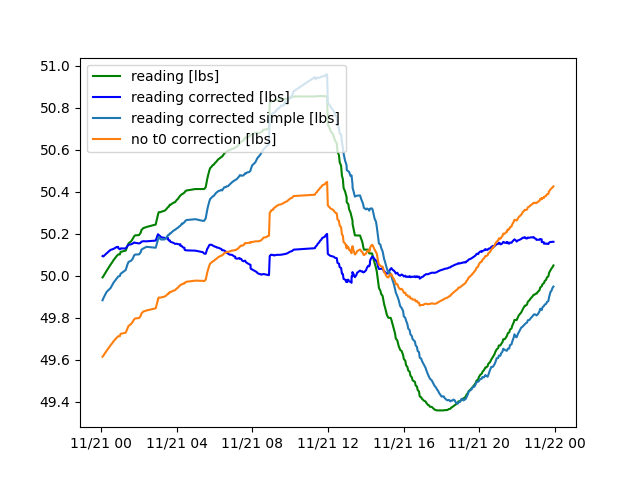 51.0
50.8
50.6
50.4
50.2
50.0
49.8
49.6
49.4
reading [lbs]
reading corrected [lbs]
reading corrected simple [lbs]
no t0 correction [lbs]
11/21 00 11/21 04 11/21 08 11/21 12 11/21 16 11/21 20 11/22 00